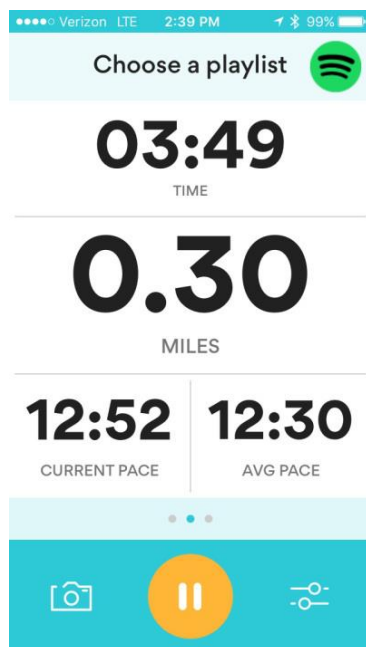 Verizon LTE 2:39 PM 99%
Choose a playlist
03:49
TIME
0.30
MILES
12:52 12:30
CURRENT PACE AVG PACE